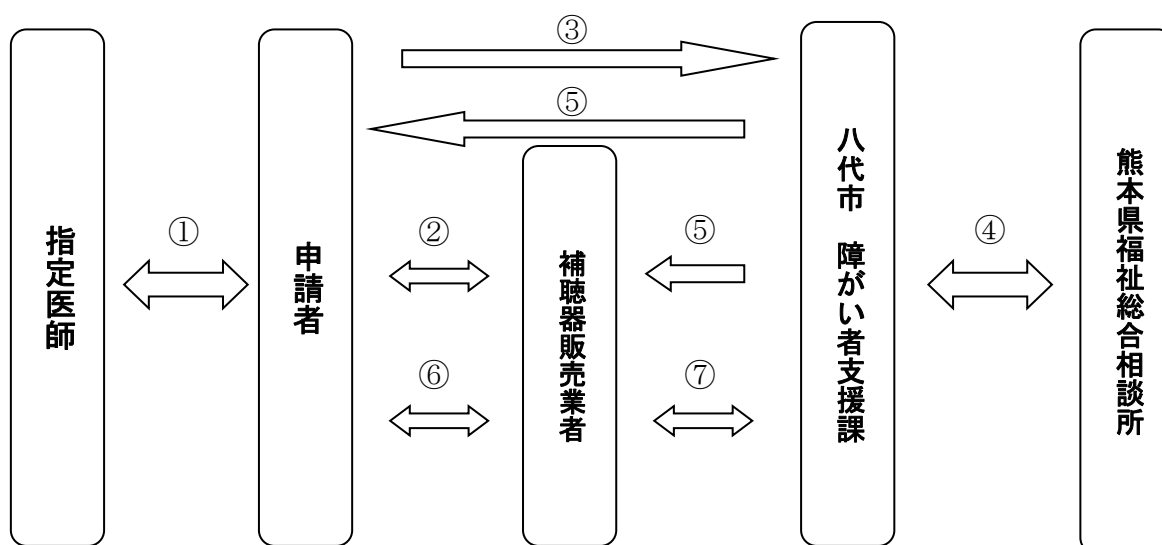 ③
⑤
指定医師
①
申請者
②
補聴器販売業者
⑤
八代市 障がい者支援課
④
熊本県福祉総合相談所
⑥
⑦